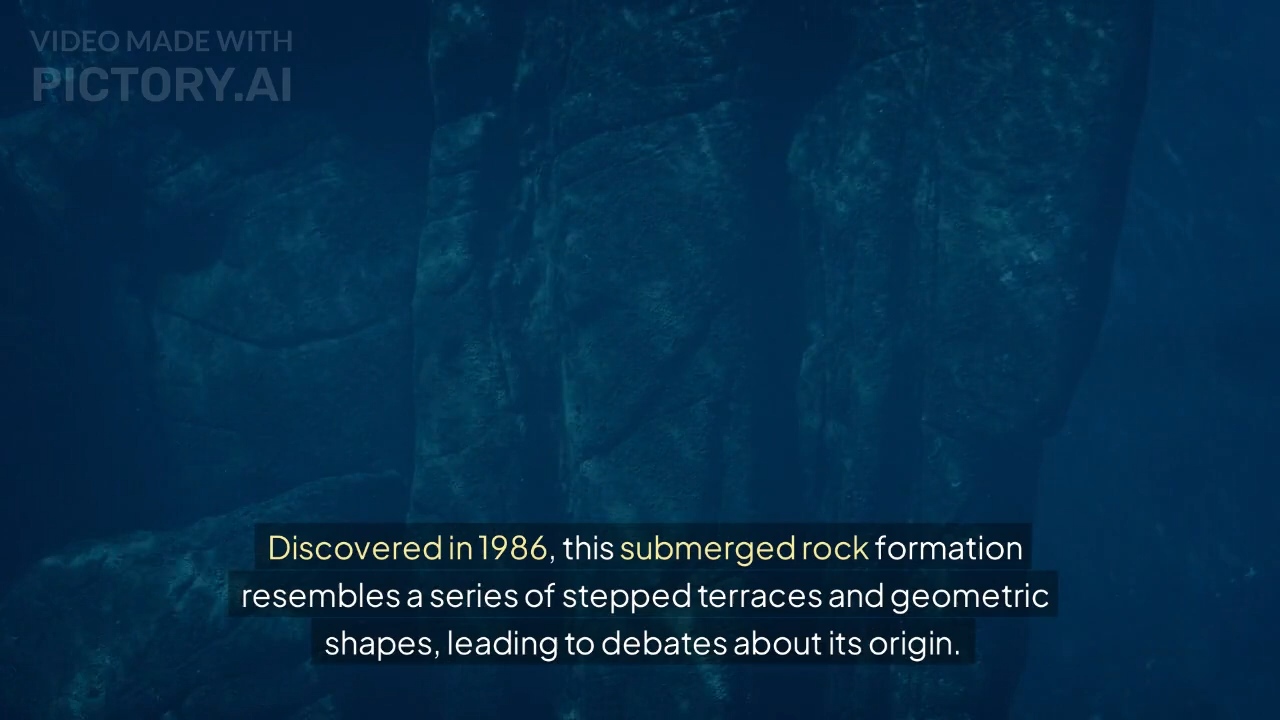 VIDEO MADE WITH
PICTORY.AI
Discovered in 1986, this submerged rock formation
resembles a series of stepped terraces and geometric
shapes, leading to debates about its origin.